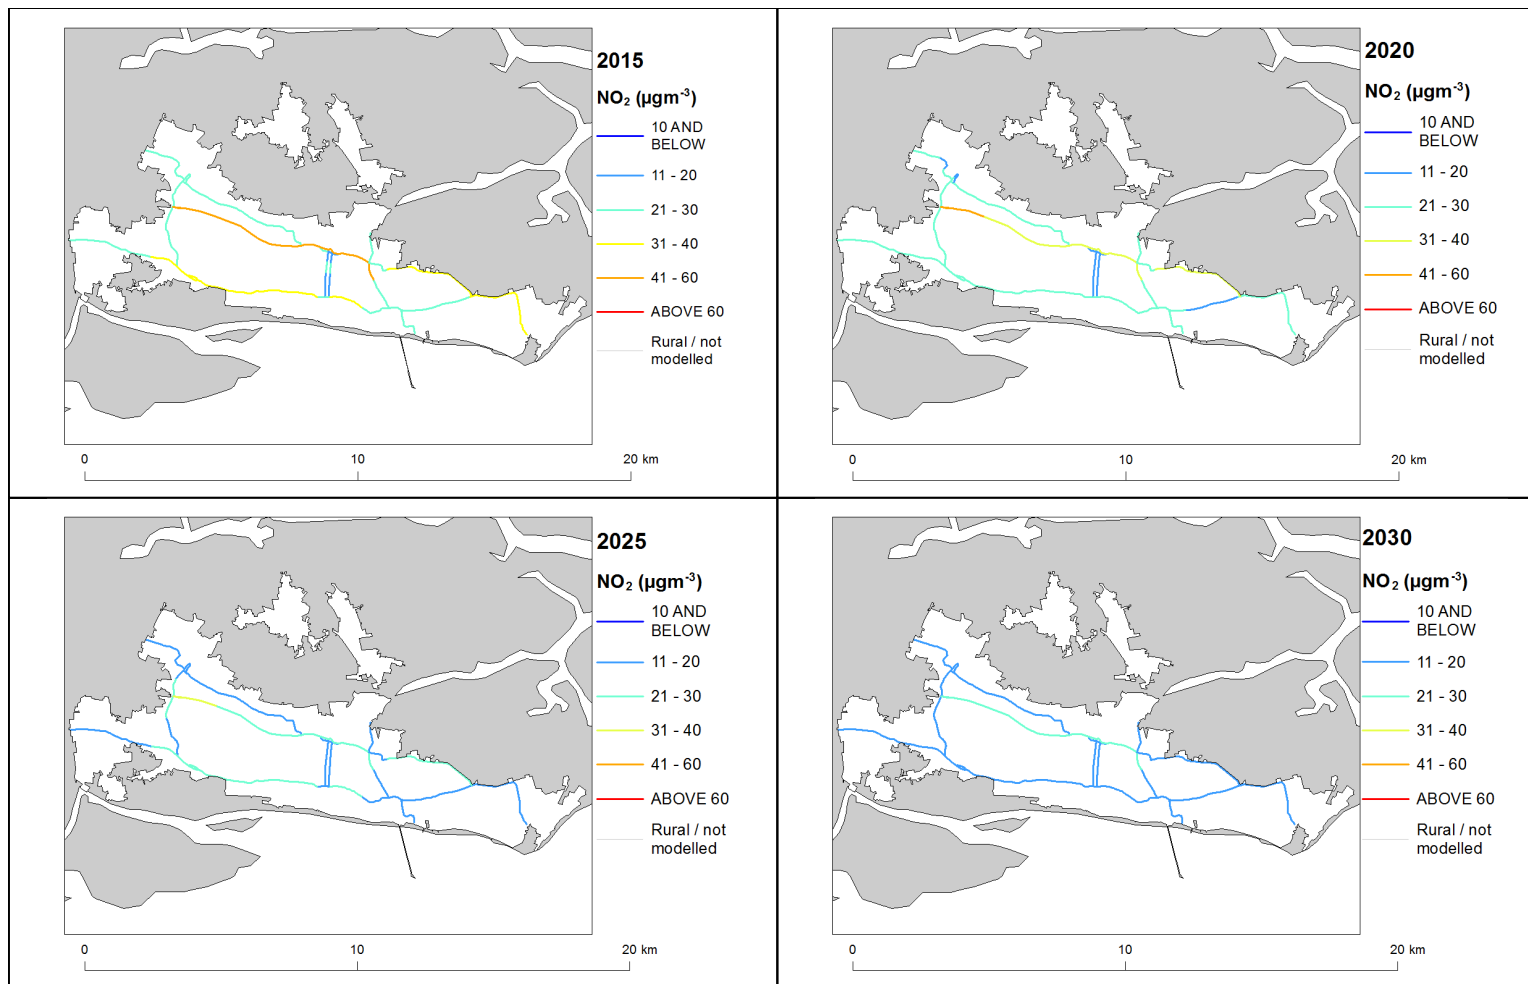 2015
NO₂ (µgm⁻³)
10 AND
BELOW
11 - 20
21 - 30
31 - 40
41 - 60
ABOVE 60
Rural / not
modelled
0
10
20 km
2020
NO₂ (µgm⁻³)
10 AND
BELOW
11 - 20
21 - 30
31 - 40
41 - 60
ABOVE 60
Rural / not
modelled
0
10
20 km
2025
NO₂ (µgm⁻³)
10 AND
BELOW
11 - 20
21 - 30
31 - 40
41 - 60
ABOVE 60
Rural / not
modelled
0
10
20 km
2030
NO₂ (µgm⁻³)
10 AND
BELOW
11 - 20
21 - 30
31 - 40
41 - 60
ABOVE 60
Rural / not
modelled
0
10
20 km